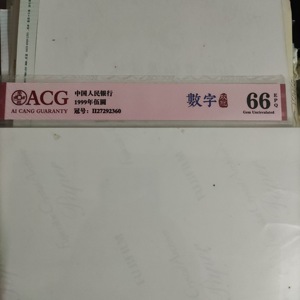 ACG
AI CANG GUARANTY
中国人民银行
1999年伍圓
冠号: II27292360
數字
66 EPQ
Gem Uncirculated